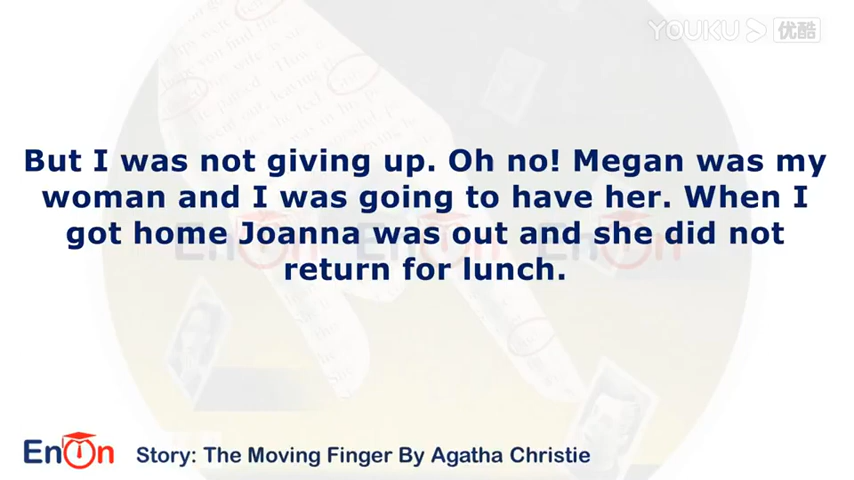 YOUKU 优酷
But I was not giving up. Oh no! Megan was my
woman and I was going to have her. When I
got home Joanna was out and she did not
return for lunch.
EnOn
Story: The Moving Finger By Agatha Christie